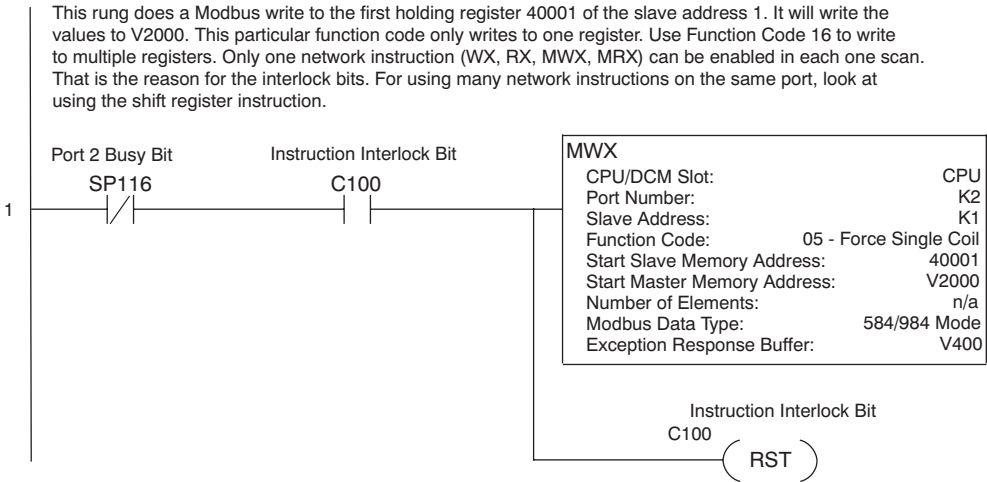 This rung does a Modbus write to the first holding register 40001 of the slave address 1. It will write the
values to V2000. This particular function code only writes to one register. Use Function Code 16 to write
to multiple registers. Only one network instruction (WX, RX, MWX, MRX) can be enabled in each one scan.
That is the reason for the interlock bits. For using many network instructions on the same port, look at
using the shift register instruction.
Port 2 Busy Bit
SP116
Instruction Interlock Bit
C100
1
MWX
CPU/DCM Slot: CPU
Port Number: K2
Slave Address: K1
Function Code: 05 - Force Single Coil
Start Slave Memory Address: 40001
Start Master Memory Address: V2000
Number of Elements: n/a
Modbus Data Type: 584/984 Mode
Exception Response Buffer: V400
Instruction Interlock Bit
C100
RST